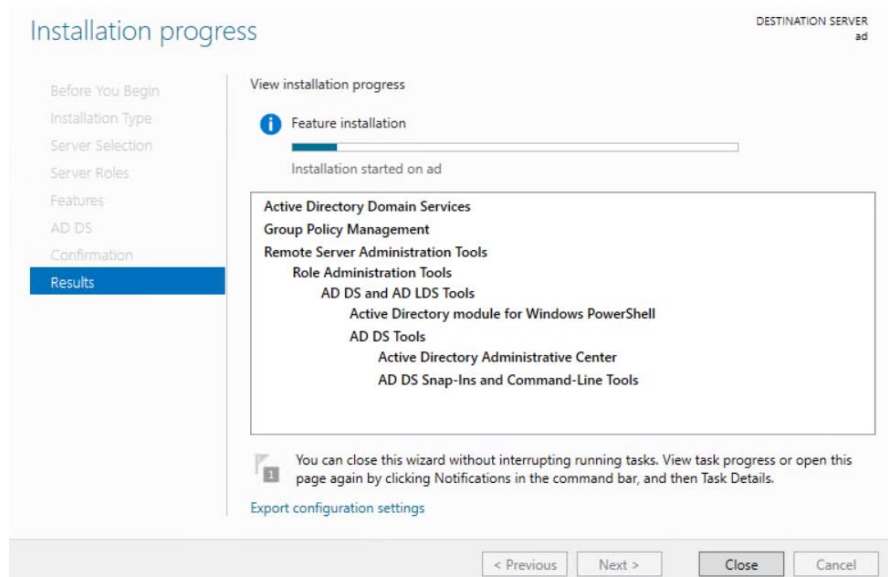 Installation progress
DESTINATION SERVER
ad
Before You Begin
Installation Type
Server Selection
Server Roles
Features
AD DS
Confirmation
Results
View installation progress
Feature installation
Installation started on ad
Active Directory Domain Services
Group Policy Management
Remote Server Administration Tools
Role Administration Tools
AD DS and AD LDS Tools
Active Directory module for Windows PowerShell
AD DS Tools
Active Directory Administrative Center
AD DS Snap-Ins and Command-Line Tools
1
You can close this wizard without interrupting running tasks. View task progress or open this
page again by clicking Notifications in the command bar, and then Task Details.
Export configuration settings
< Previous
Next >
Close
Cancel